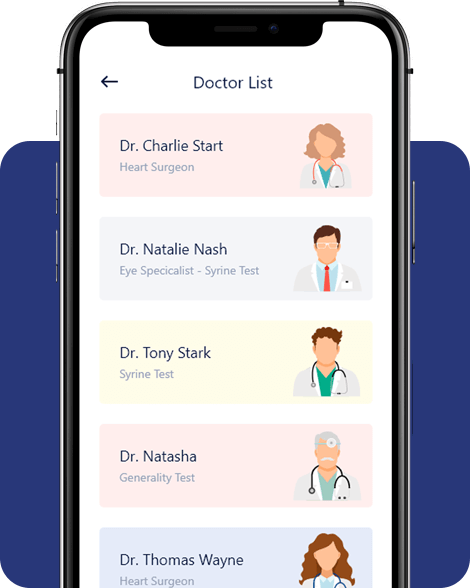 Doctor List
Dr. Charlie Start
Heart Surgeon
Dr. Natalie Nash
Eye Specicalist - Syrine Test
Dr. Tony Stark
Syrine Test
Dr. Natasha
Generality Test
Dr. Thomas Wayne
Heart Surgeon